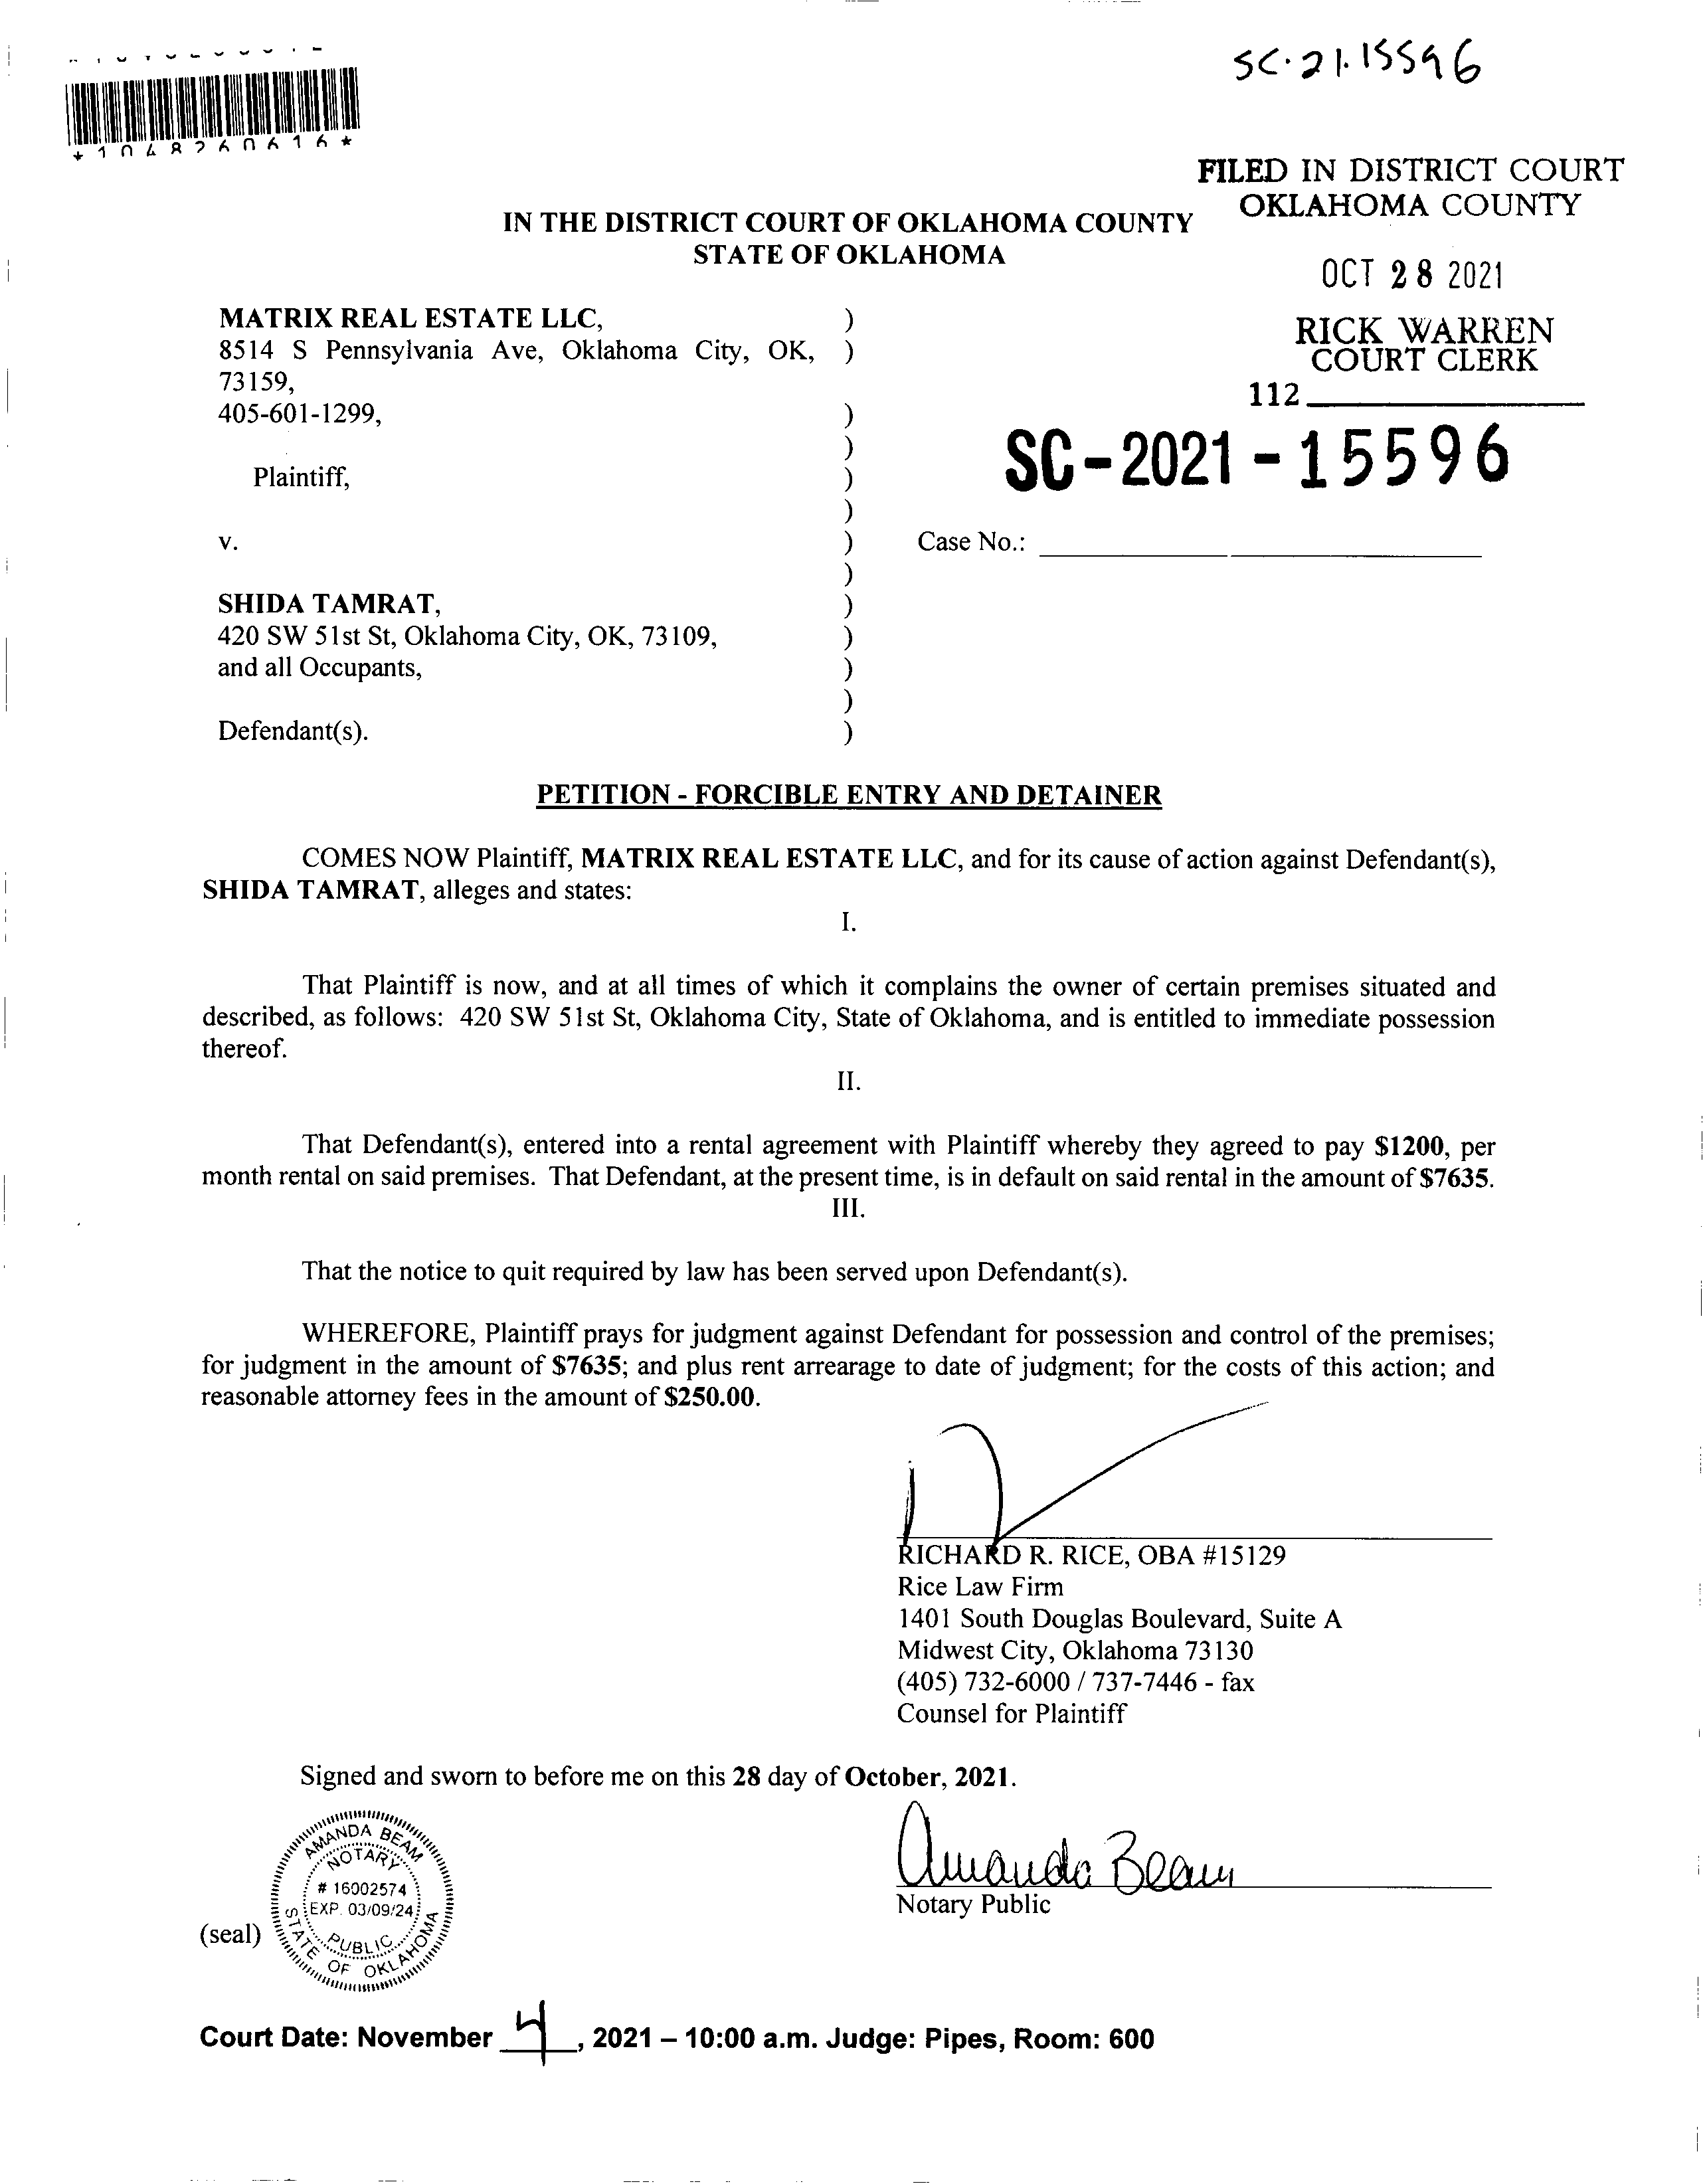 SC·21·15596
*1048260616*
FILED IN DISTRICT COURT
OKLAHOMA COUNTY
IN THE DISTRICT COURT OF OKLAHOMA COUNTY
STATE OF OKLAHOMA
OCT 28 2021
RICK WARREN
COURT CLERK
112
SC-2021-15596
MATRIX REAL ESTATE LLC, )
8514 S Pennsylvania Ave, Oklahoma City, OK, )
73159,
405-601-1299, )
)
Plaintiff, )
)
v. ) Case No.:
)
SHIDA TAMRAT, )
420 SW 51st St, Oklahoma City, OK, 73109, )
and all Occupants, )
)
Defendant(s). )
PETITION - FORCIBLE ENTRY AND DETAINER
COMES NOW Plaintiff, MATRIX REAL ESTATE LLC, and for its cause of action against Defendant(s),
SHIDA TAMRAT, alleges and states:
I.
That Plaintiff is now, and at all times of which it complains the owner of certain premises situated and
described, as follows: 420 SW 51st St, Oklahoma City, State of Oklahoma, and is entitled to immediate possession
thereof.
II.
That Defendant(s), entered into a rental agreement with Plaintiff whereby they agreed to pay $1200, per
month rental on said premises. That Defendant, at the present time, is in default on said rental in the amount of $7635.
III.
That the notice to quit required by law has been served upon Defendant(s).
WHEREFORE, Plaintiff prays for judgment against Defendant for possession and control of the premises;
for judgment in the amount of $7635; and plus rent arrearage to date of judgment; for the costs of this action; and
reasonable attorney fees in the amount of $250.00.
RICHARD R. RICE, OBA #15129
Rice Law Firm
1401 South Douglas Boulevard, Suite A
Midwest City, Oklahoma 73130
(405) 732-6000 / 737-7446 - fax
Counsel for Plaintiff
Signed and sworn to before me on this 28 day of October, 2021.
Amanda Beam
Notary Public
AMANDA BEAM
NOTARY
# 16002574
EXP. 03/09/24
PUBLIC
STATE OF OKLAHOMA
(seal)
Court Date: November 4, 2021 – 10:00 a.m. Judge: Pipes, Room: 600